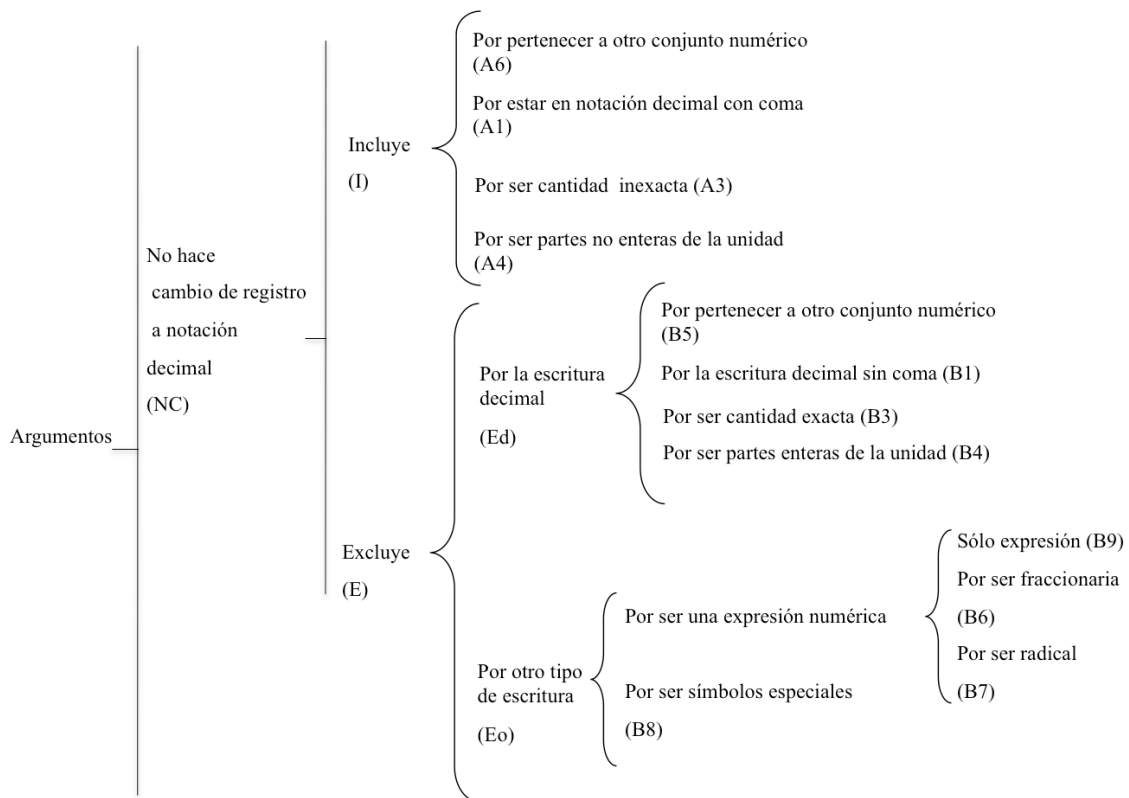 Argumentos
No hace
cambio de registro
a notación
decimal
(NC)
Incluye
(I)
Por pertenecer a otro conjunto numérico
(A6)
Por estar en notación decimal con coma
(A1)
Por ser cantidad inexacta (A3)
Por ser partes no enteras de la unidad
(A4)
Excluye
(E)
Por la escritura
decimal
(Ed)
Por pertenecer a otro conjunto numérico
(B5)
Por la escritura decimal sin coma (B1)
Por ser cantidad exacta (B3)
Por ser partes enteras de la unidad (B4)
Por otro tipo
de escritura
(Eo)
Por ser una expresión numérica
Sólo expresión (B9)
Por ser fraccionaria
(B6)
Por ser radical
(B7)
Por ser símbolos especiales
(B8)